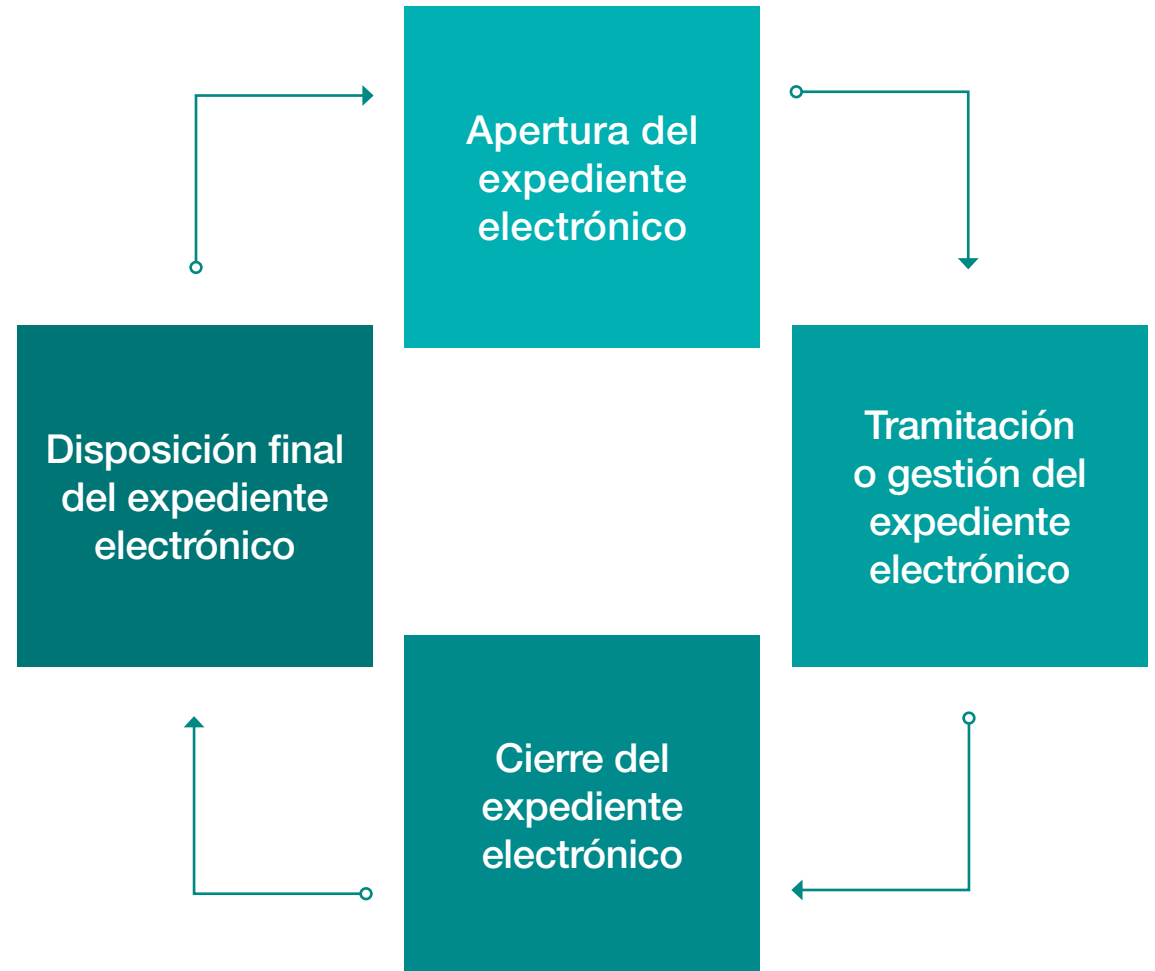 Apertura del
expediente
electrónico
Tramitación
o gestión del
expediente
electrónico
Cierre del
expediente
electrónico
Disposición final
del expediente
electrónico